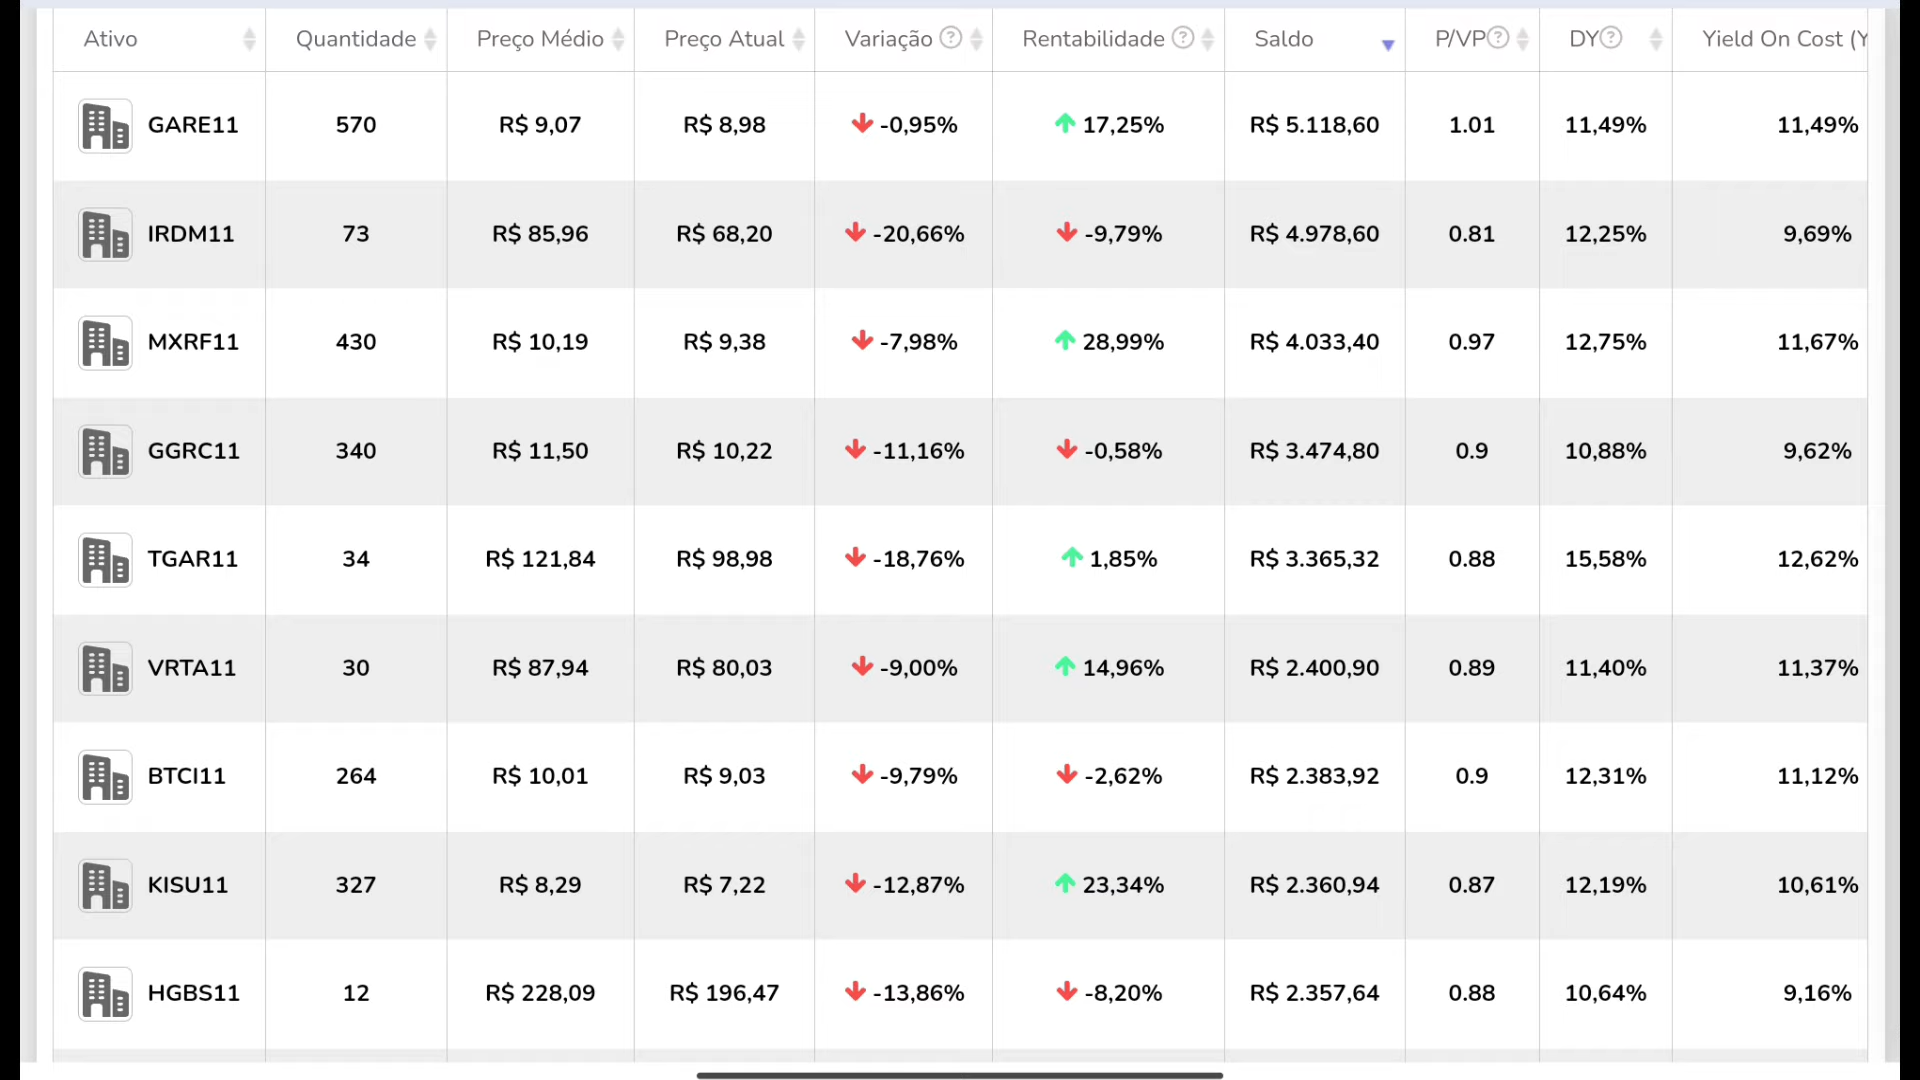 Ativo Quantidade Preço Médio Preço Atual Variação ? Rentabilidade ? Saldo P/VP ? DY ? Yield On Cost (Y
GARE11 570 R$ 9,07 R$ 8,98 -0,95% 17,25% R$ 5.118,60 1.01 11,49% 11,49%
IRDM11 73 R$ 85,96 R$ 68,20 -20,66% -9,79% R$ 4.978,60 0.81 12,25% 9,69%
MXRF11 430 R$ 10,19 R$ 9,38 -7,98% 28,99% R$ 4.033,40 0.97 12,75% 11,67%
GGRC11 340 R$ 11,50 R$ 10,22 -11,16% -0,58% R$ 3.474,80 0.9 10,88% 9,62%
TGAR11 34 R$ 121,84 R$ 98,98 -18,76% 1,85% R$ 3.365,32 0.88 15,58% 12,62%
VRTA11 30 R$ 87,94 R$ 80,03 -9,00% 14,96% R$ 2.400,90 0.89 11,40% 11,37%
BTCI11 264 R$ 10,01 R$ 9,03 -9,79% -2,62% R$ 2.383,92 0.9 12,31% 11,12%
KISU11 327 R$ 8,29 R$ 7,22 -12,87% 23,34% R$ 2.360,94 0.87 12,19% 10,61%
HGBS11 12 R$ 228,09 R$ 196,47 -13,86% -8,20% R$ 2.357,64 0.88 10,64% 9,16%